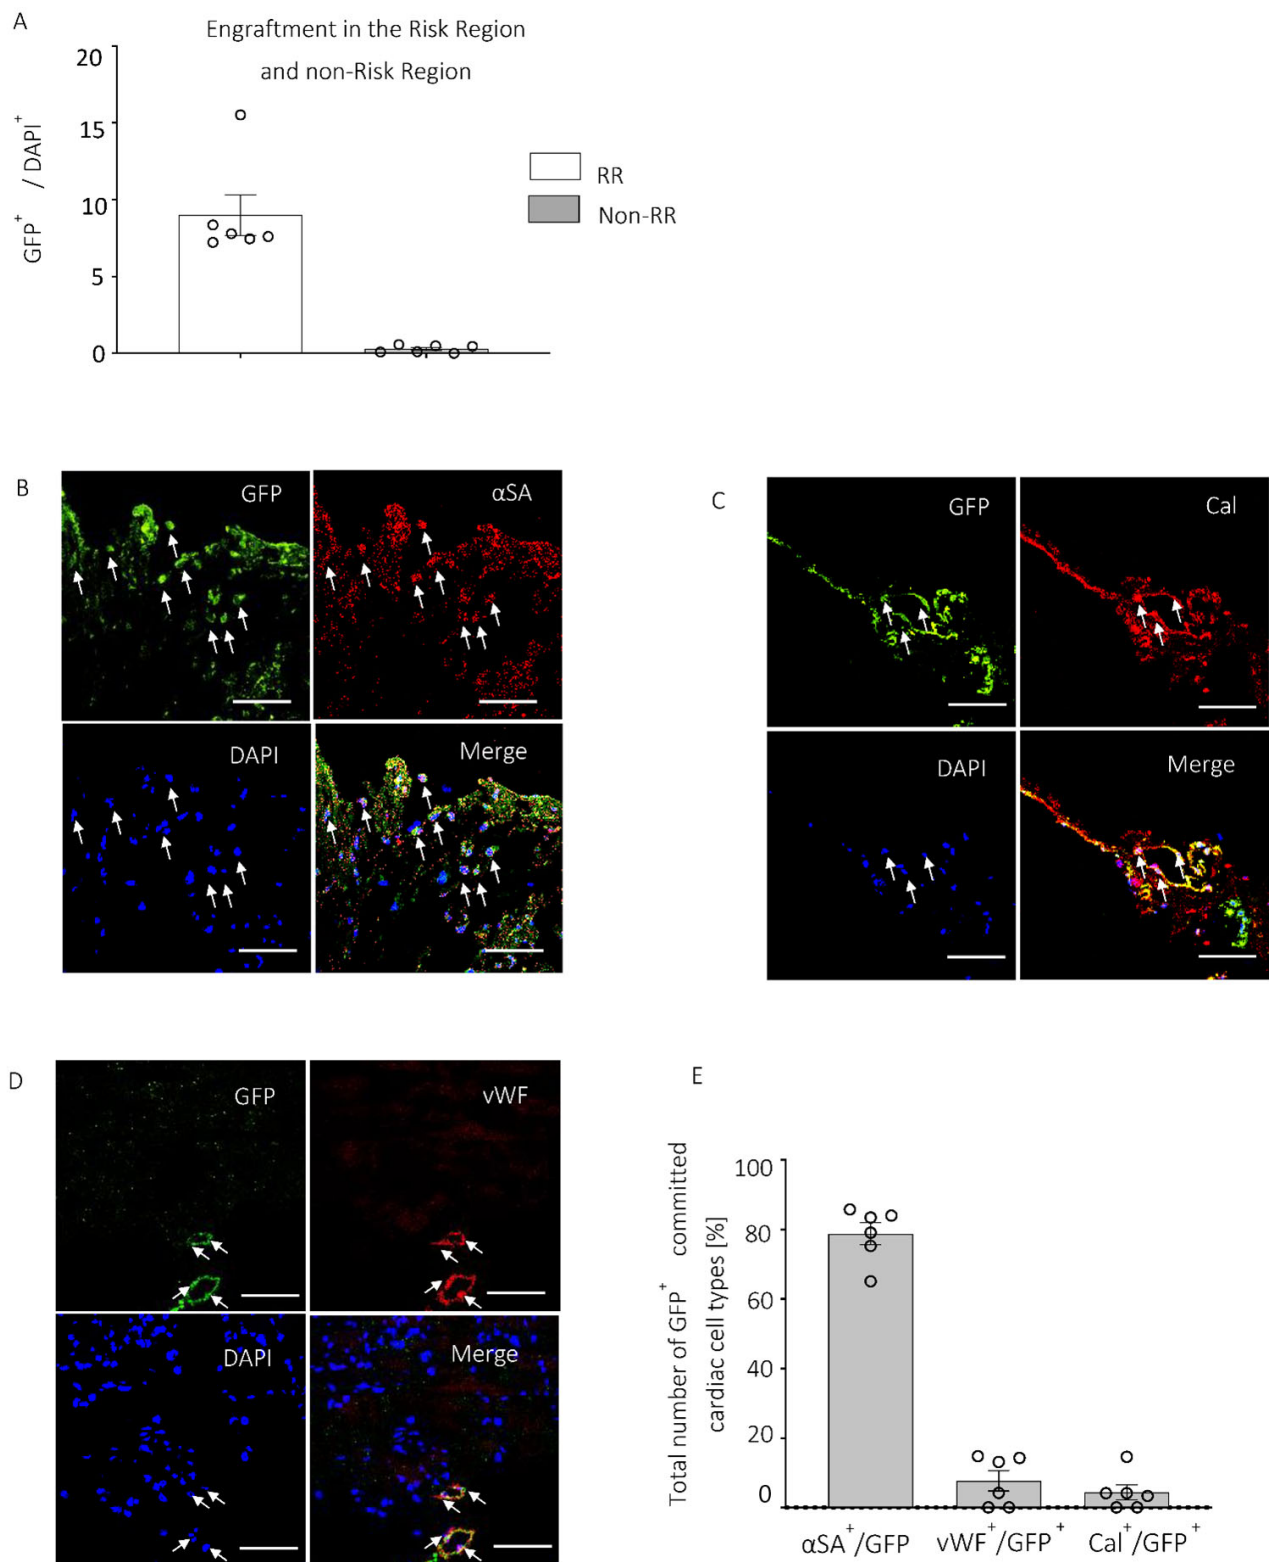 A
Engraftment in the Risk Region
and non-Risk Region
GFP⁺ / DAPI⁺
20
15
10
5
0
RR
Non-RR
B
GFP
αSA
DAPI
Merge
C
GFP
Cal
DAPI
Merge
D
GFP
vWF
DAPI
Merge
E
Total number of GFP⁺ committed
cardiac cell types [%]
100
80
60
40
20
0
αSA⁺/GFP
vWF⁺/GFP⁺
Cal⁺/GFP⁺